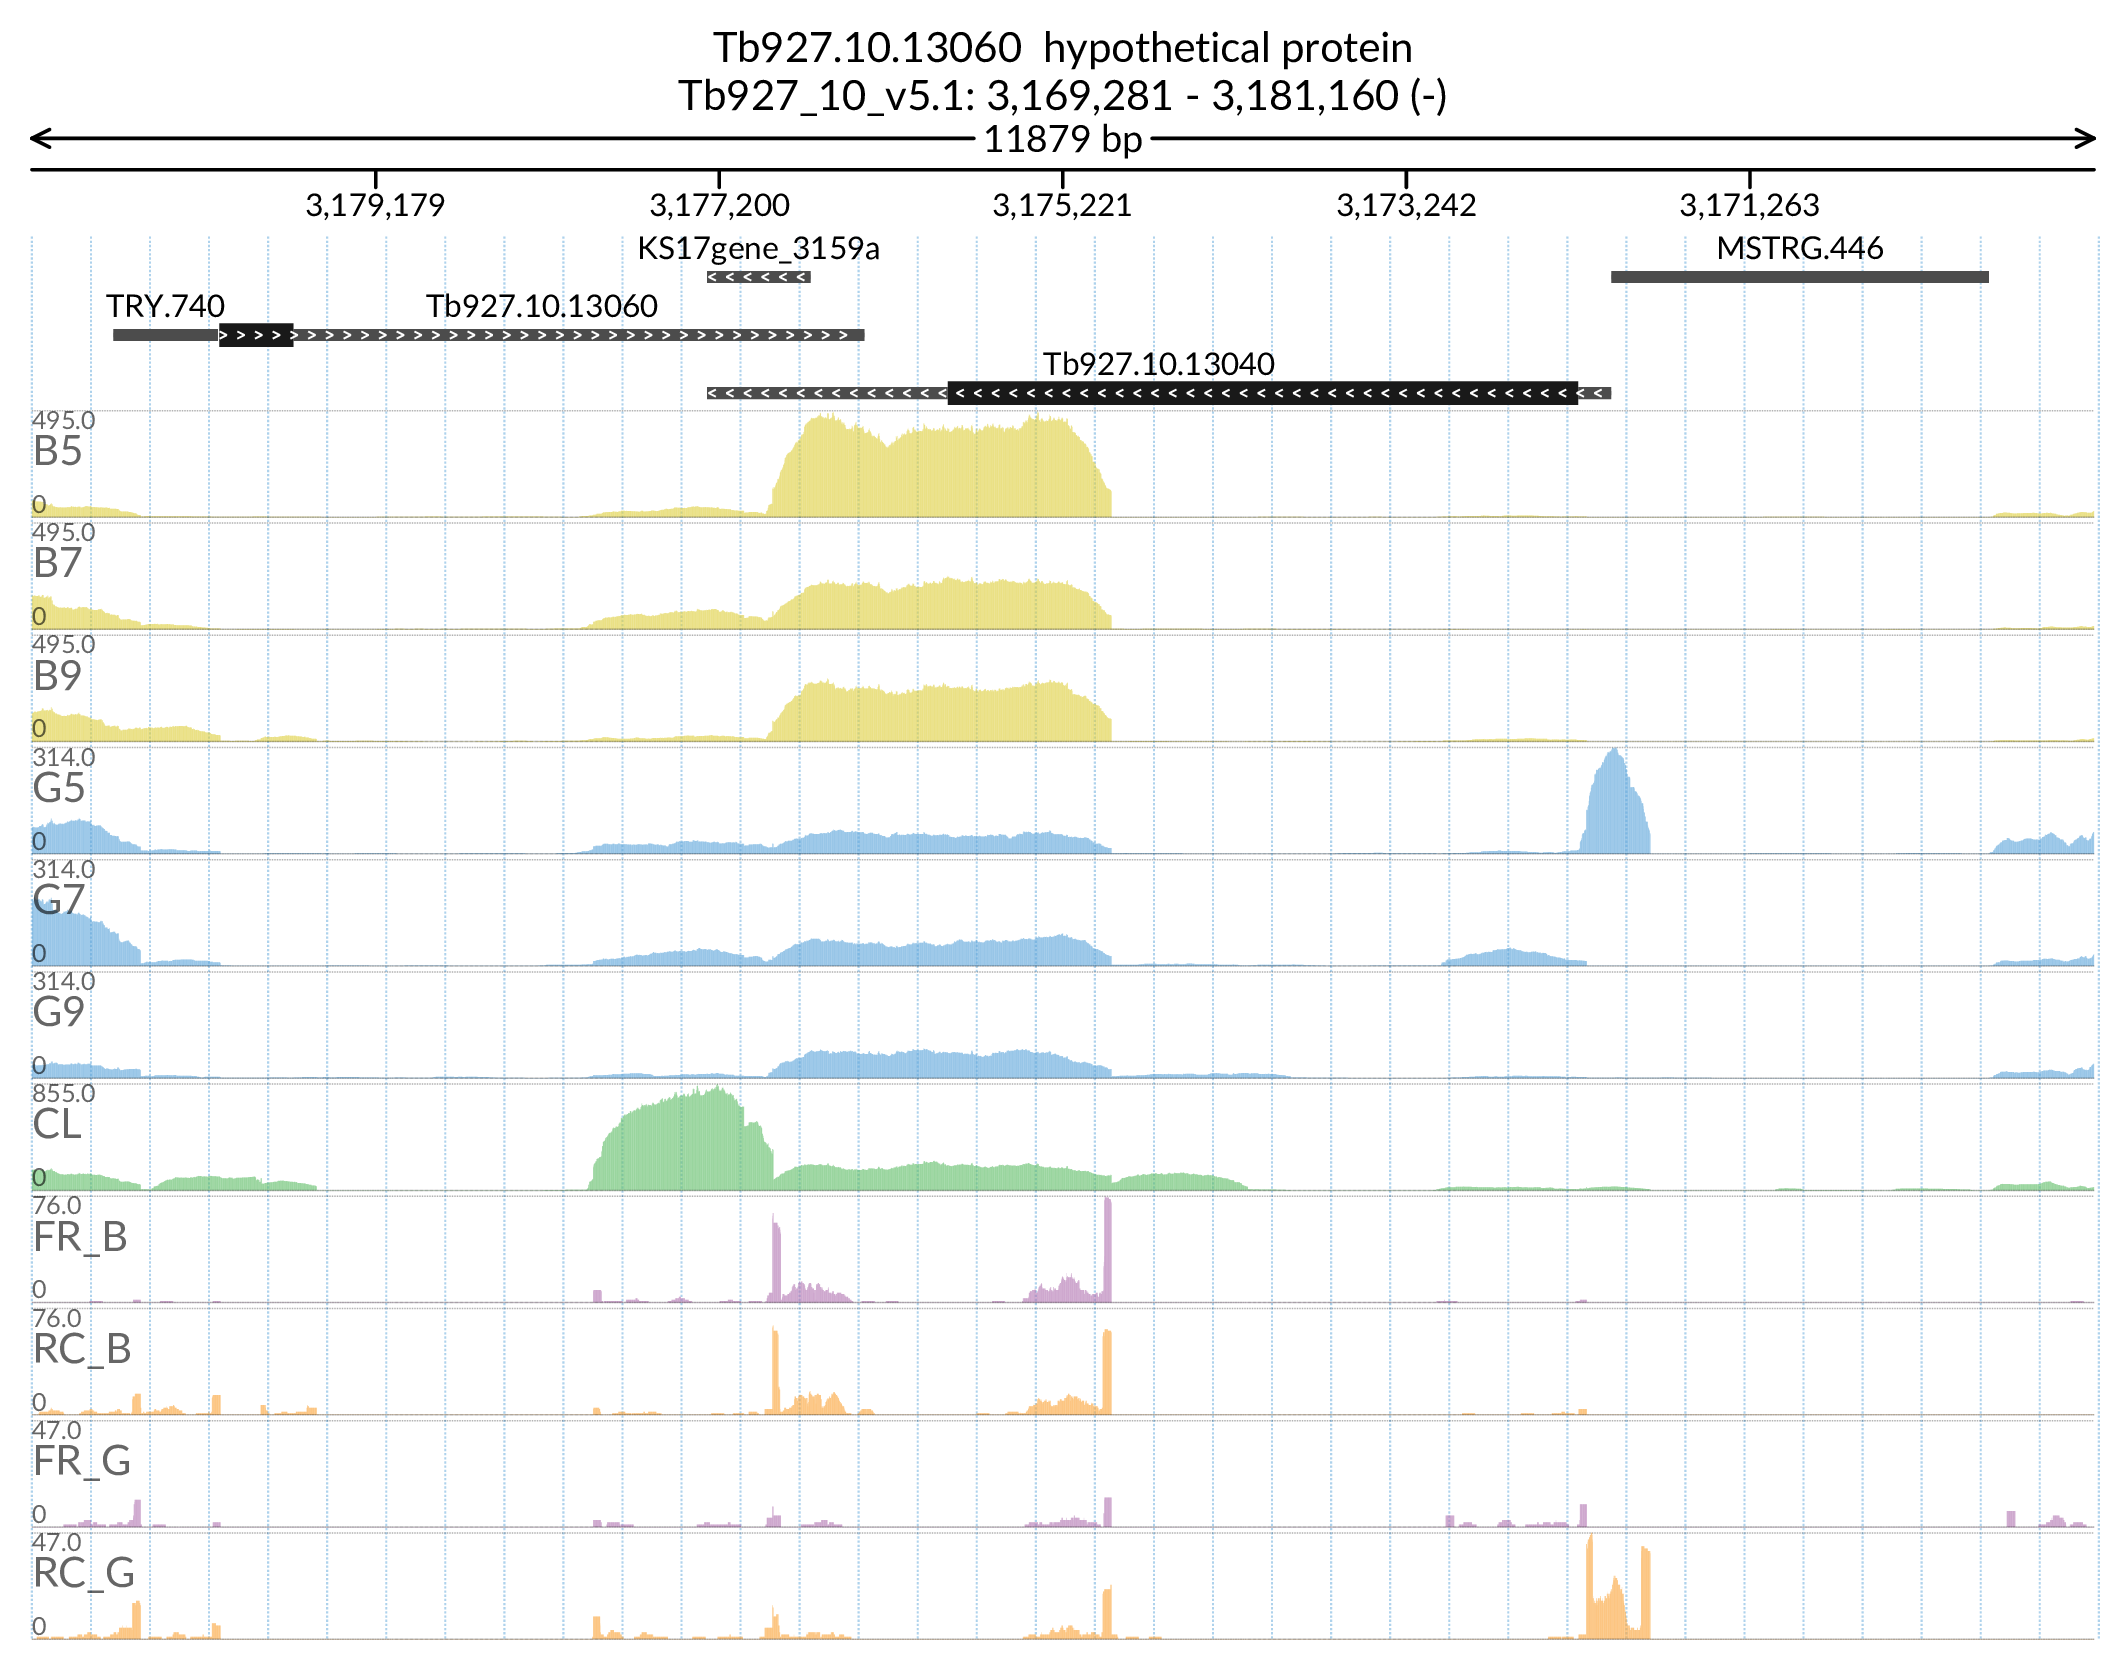 Tb927.10.13060 hypothetical protein
Tb927_10_v5.1: 3,169,281 - 3,181,160 (-)
11879 bp
3,179,179 3,177,200 3,175,221 3,173,242 3,171,263
KS17gene_3159a MSTRG.446
TRY.740 Tb927.10.13060
Tb927.10.13040
495.0
B5
0
495.0
B7
0
495.0
B9
0
314.0
G5
0
314.0
G7
0
314.0
G9
0
855.0
CL
0
76.0
FR_B
0
76.0
RC_B
0
47.0
FR_G
0
47.0
RC_G
0